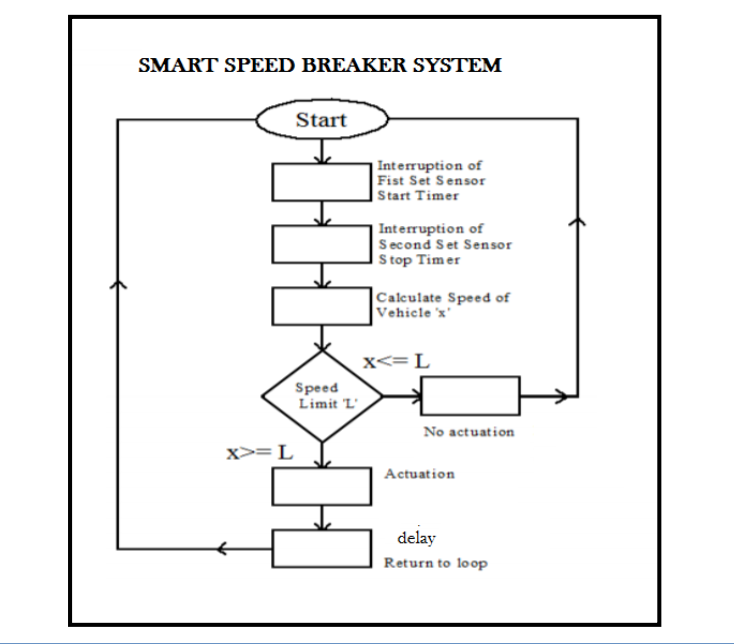 SMART SPEED BREAKER SYSTEM
Start
Interruption of
Fist Set Sensor
Start Timer
Interruption of
Second Set Sensor
Stop Timer
Calculate Speed of
Vehicle 'x'
x<= L
Speed
Limit 'L'
No actuation
x>= L
Actuation
delay
Return to loop